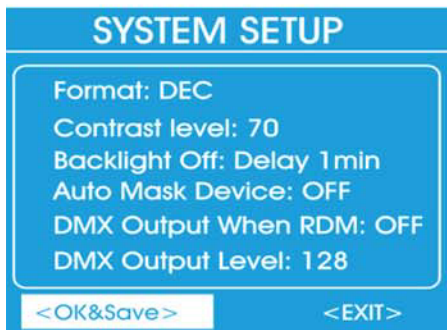 SYSTEM SETUP
Format: DEC
Contrast level: 70
Backlight Off: Delay 1min
Auto Mask Device: OFF
DMX Output When RDM: OFF
DMX Output Level: 128
<OK&Save> <EXIT>